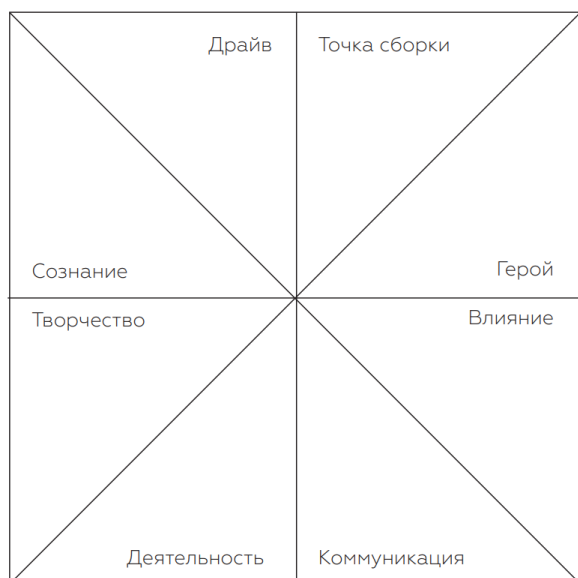 Драйв
Точка сборки
Сознание
Герой
Творчество
Влияние
Деятельность
Коммуникация